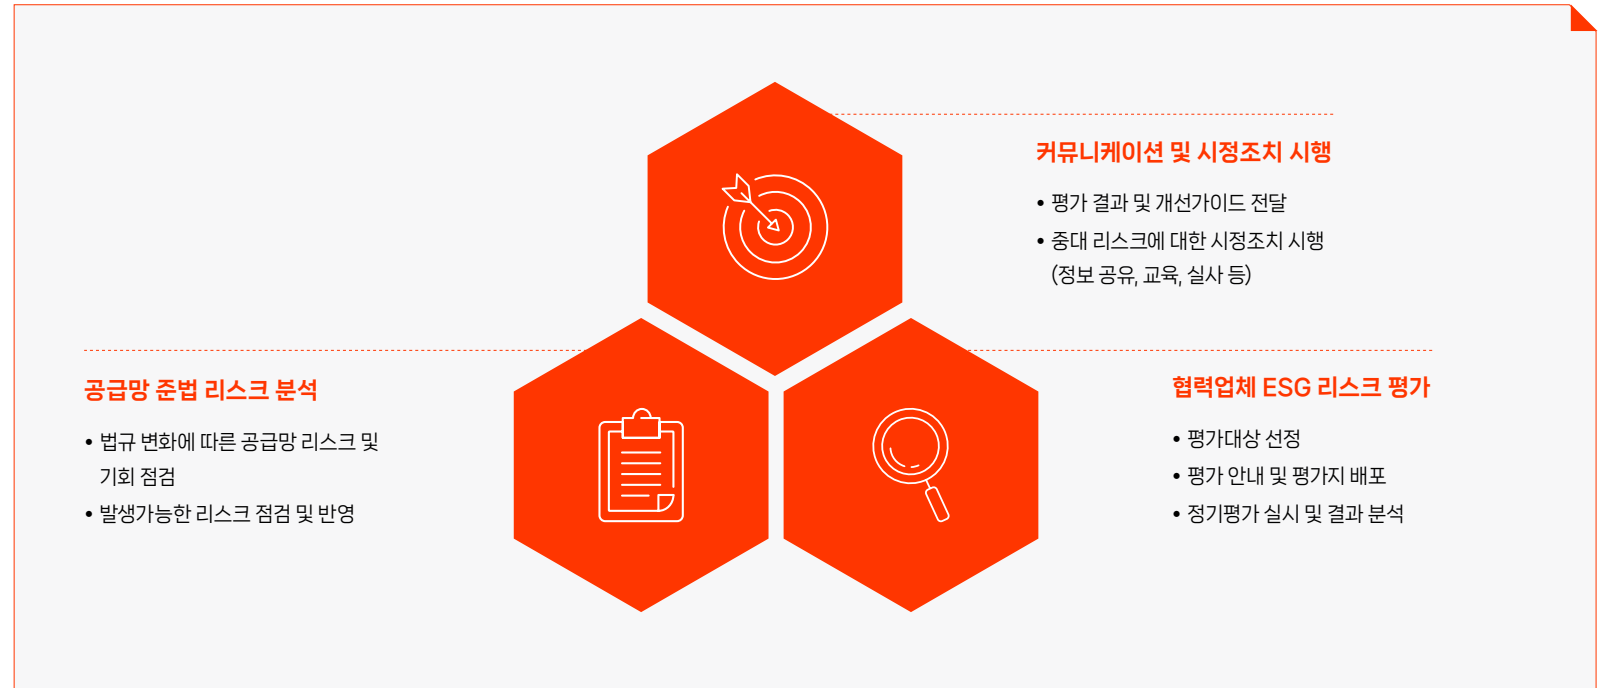 커뮤니케이션 및 시정조치 시행
• 평가 결과 및 개선가이드 전달
• 중대 리스크에 대한 시정조치 시행
(정보 공유, 교육, 실사 등)
공급망 준법 리스크 분석
• 법규 변화에 따른 공급망 리스크 및
기회 점검
• 발생가능한 리스크 점검 및 반영
협력업체 ESG 리스크 평가
• 평가대상 선정
• 평가 안내 및 평가지 배포
• 정기평가 실시 및 결과 분석